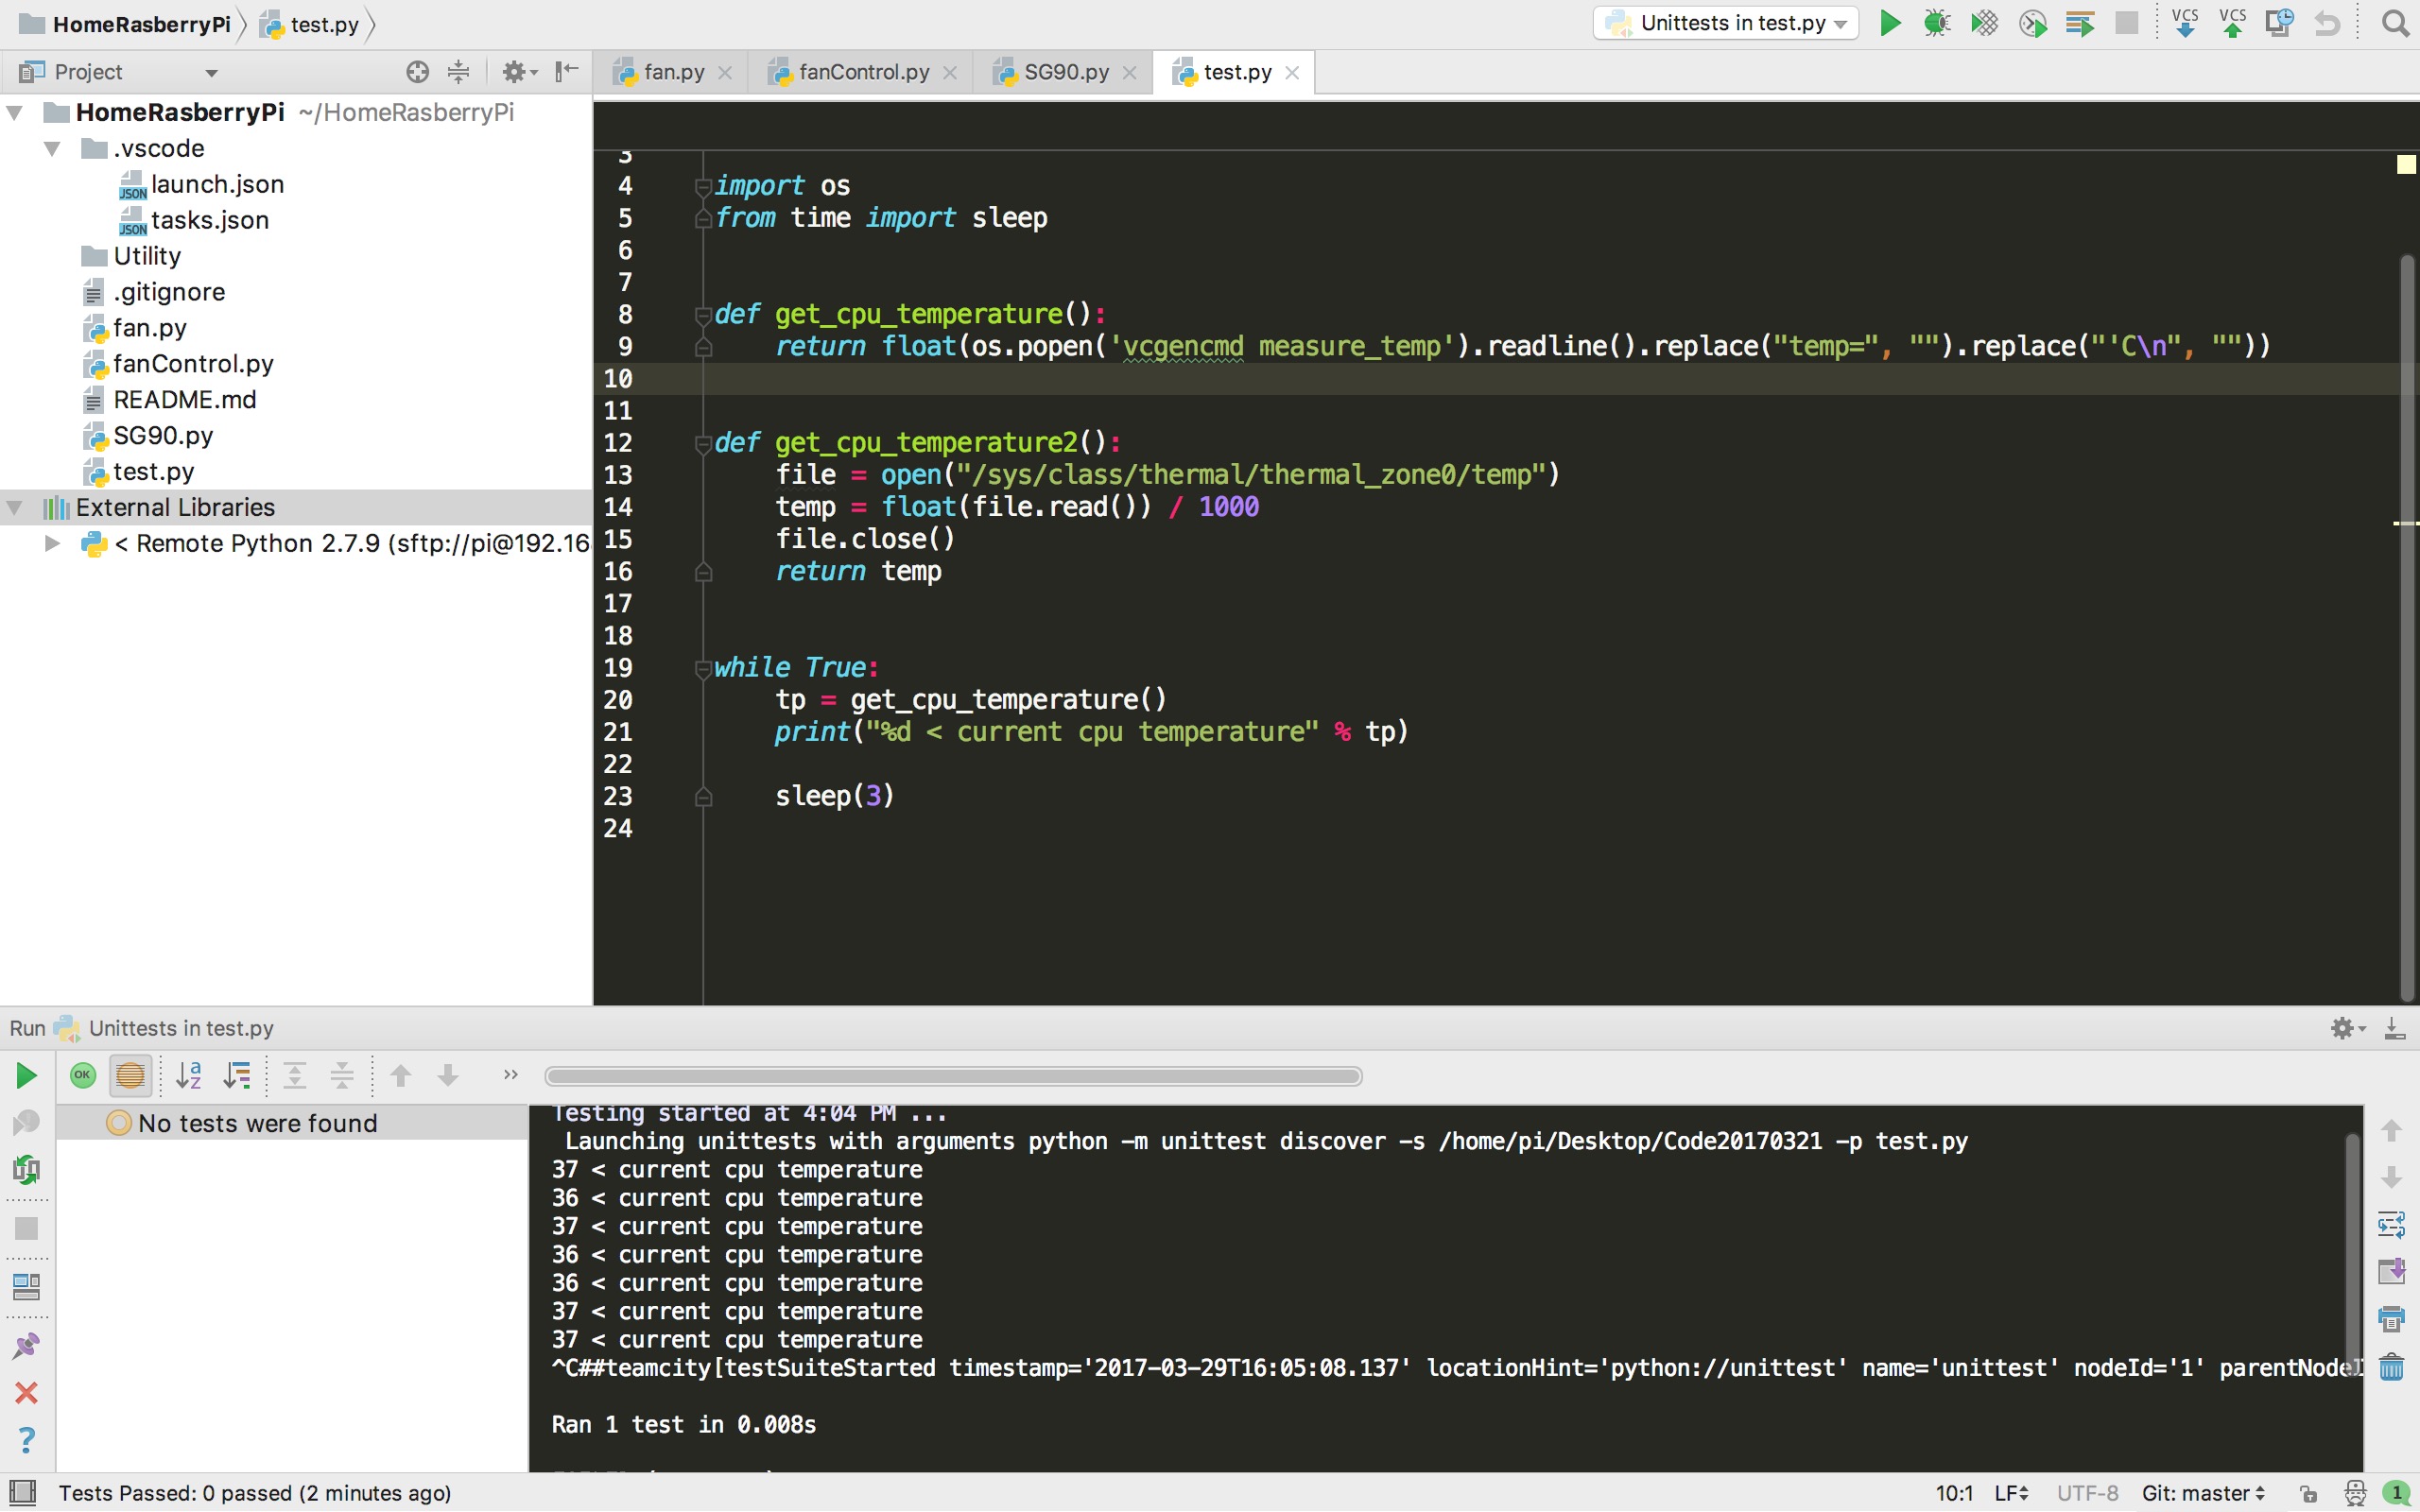 HomeRasberryPi test.py
Unittests in test.py
VCS VCS
Project
fan.py fanControl.py SG90.py test.py
HomeRasberryPi ~/HomeRasberryPi
.vscode
JSON launch.json
JSON tasks.json
Utility
.gitignore
fan.py
fanControl.py
README.md
SG90.py
test.py
External Libraries
< Remote Python 2.7.9 (sftp://pi@192.16
3
4 import os
5 from time import sleep
6
7
8 def get_cpu_temperature():
9 return float(os.popen('vcgencmd measure_temp').readline().replace("temp=", "").replace("'C\n", ""))
10
11
12 def get_cpu_temperature2():
13 file = open("/sys/class/thermal/thermal_zone0/temp")
14 temp = float(file.read()) / 1000
15 file.close()
16 return temp
17
18
19 while True:
20 tp = get_cpu_temperature()
21 print("%d < current cpu temperature" % tp)
22
23 sleep(3)
24
Run Unittests in test.py
OK a z >>
No tests were found
Testing started at 4:04 PM ...
Launching unittests with arguments python -m unittest discover -s /home/pi/Desktop/Code20170321 -p test.py
37 < current cpu temperature
36 < current cpu temperature
37 < current cpu temperature
36 < current cpu temperature
36 < current cpu temperature
37 < current cpu temperature
37 < current cpu temperature
^C##teamcity[testSuiteStarted timestamp='2017-03-29T16:05:08.137' locationHint='python://unittest' name='unittest' nodeId='1' parentNodeI
Ran 1 test in 0.008s
?
Tests Passed: 0 passed (2 minutes ago)
10:1 LF UTF-8 Git: master 1